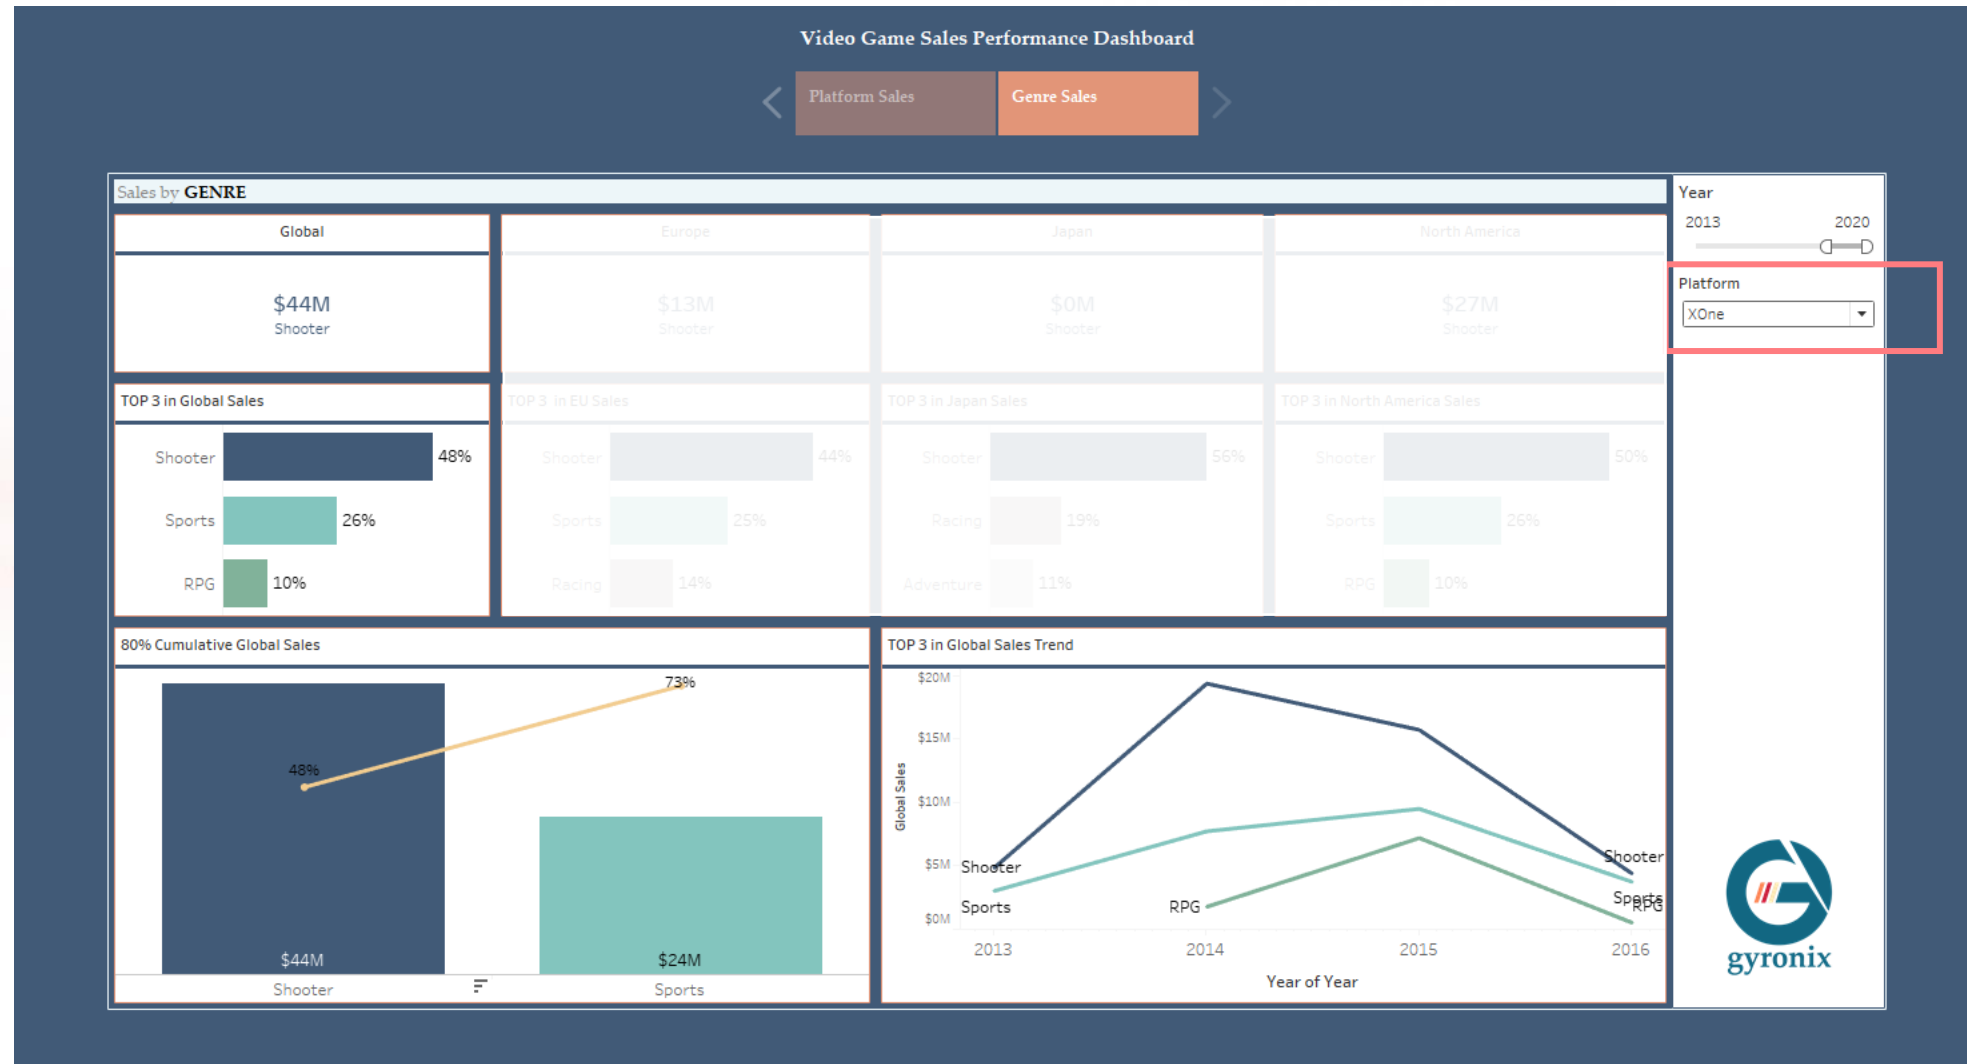 Video Game Sales Performance Dashboard
Platform Sales
Genre Sales
Sales by GENRE
Global
Europe
Japan
North America
$44M
Shooter
$13M
Shooter
$0M
Shooter
$27M
Shooter
Year
2013 2020
Platform
XOne
TOP 3 in Global Sales
Shooter 48%
Sports 26%
RPG 10%
TOP 3 in EU Sales
Shooter 44%
Sports 25%
Racing 14%
TOP 3 in Japan Sales
Shooter 56%
Racing 19%
Adventure 11%
TOP 3 in North America Sales
Shooter 50%
Sports 26%
RPG 10%
80% Cumulative Global Sales
73%
48%
$44M
$24M
Shooter
Sports
TOP 3 in Global Sales Trend
$20M
$15M
$10M
$5M
$0M
Global Sales
Shooter
Sports
RPG
Shooter
Sports
RPG
2013 2014 2015 2016
Year of Year
gyronix